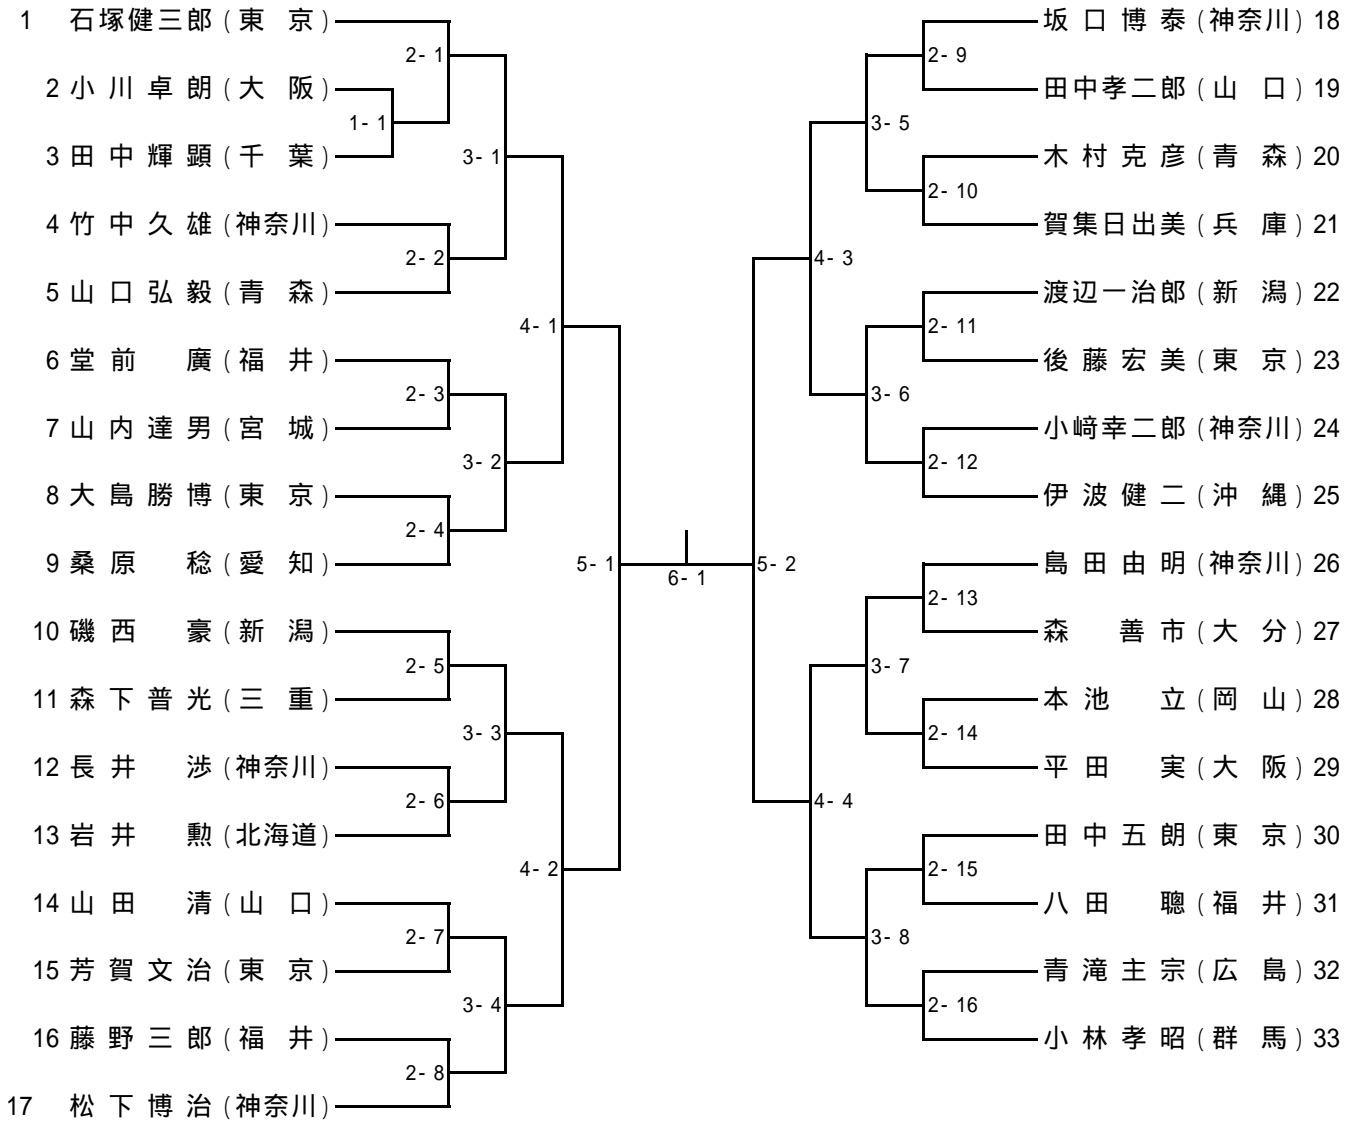 1 石塚健三郎(東 京)
2 小川卓朗(大 阪)
3 田中輝顕(千 葉)
4 竹中久雄(神奈川)
5 山口弘毅(青 森)
6 堂前 廣(福 井)
7 山内達男(宮 城)
8 大島勝博(東 京)
9 桑原 稔(愛 知)
10 磯西 豪(新 潟)
11 森下普光(三 重)
12 長井 渉(神奈川)
13 岩井 勲(北海道)
14 山田 清(山 口)
15 芳賀文治(東 京)
16 藤野三郎(福 井)
17 松下博治(神奈川)
1- 1
2- 1
2- 2
2- 3
2- 4
2- 5
2- 6
2- 7
2- 8
3- 1
3- 2
3- 3
3- 4
4- 1
4- 2
5- 1
6- 1
5- 2
4- 3
4- 4
3- 5
3- 6
3- 7
3- 8
2- 9
2- 10
2- 11
2- 12
2- 13
2- 14
2- 15
2- 16
坂口博泰(神奈川) 18
田中孝二郎(山 口) 19
木村克彦(青 森) 20
賀集日出美(兵 庫) 21
渡辺一治郎(新 潟) 22
後藤宏美(東 京) 23
小﨑幸二郎(神奈川) 24
伊波健二(沖 縄) 25
島田由明(神奈川) 26
森 善市(大 分) 27
本池 立(岡 山) 28
平田 実(大 阪) 29
田中五朗(東 京) 30
八田 聰(福 井) 31
青滝主宗(広 島) 32
小林孝昭(群 馬) 33